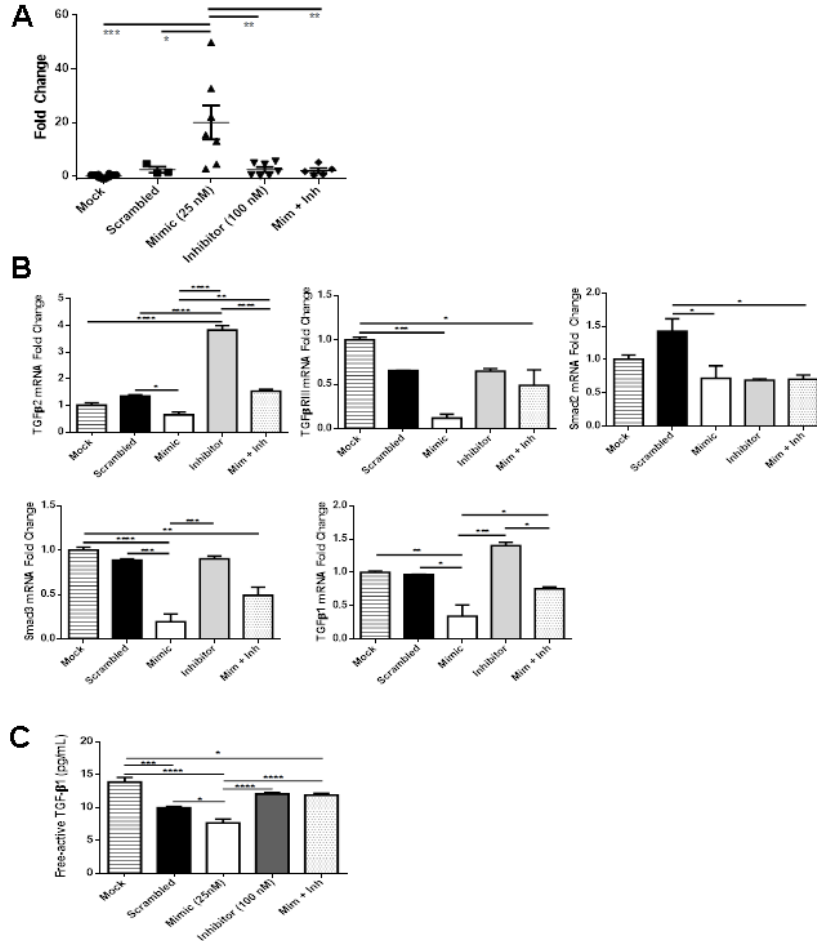 A
***
*
**
**
60
40
20
0
Fold Change
Mock
Scrambled
Mimic (25 nM)
Inhibitor (100 nM)
Mim + Inh
B
TGFβ2 mRNA Fold Change
5
4
3
2
1
0
****
**
****
****
****
*
Mock
Scrambled
Mimic
Inhibitor
Mim + Inh
TGFβRIII mRNA Fold Change
1.5
1.0
0.5
0.0
*
***
Mock
Scrambled
Mimic
Inhibitor
Mim + Inh
Smad2 mRNA Fold Change
2.0
1.5
1.0
0.5
0.0
*
*
Mock
Scrambled
Mimic
Inhibitor
Mim + Inh
Smad3 mRNA Fold Change
1.5
1.0
0.5
0.0
***
**
****
***
Mock
Scrambled
Mimic
Inhibitor
Mim + Inh
TGFβ1 mRNA Fold Change
2.0
1.5
1.0
0.5
0.0
*
***
*
**
*
Mock
Scrambled
Mimic
Inhibitor
Mim + Inh
C
Free-active TGF-β1 (pg/mL)
20
15
10
5
0
*
***
****
****
****
*
Mock
Scrambled
Mimic (25nM)
Inhibitor (100 nM)
Mim + Inh